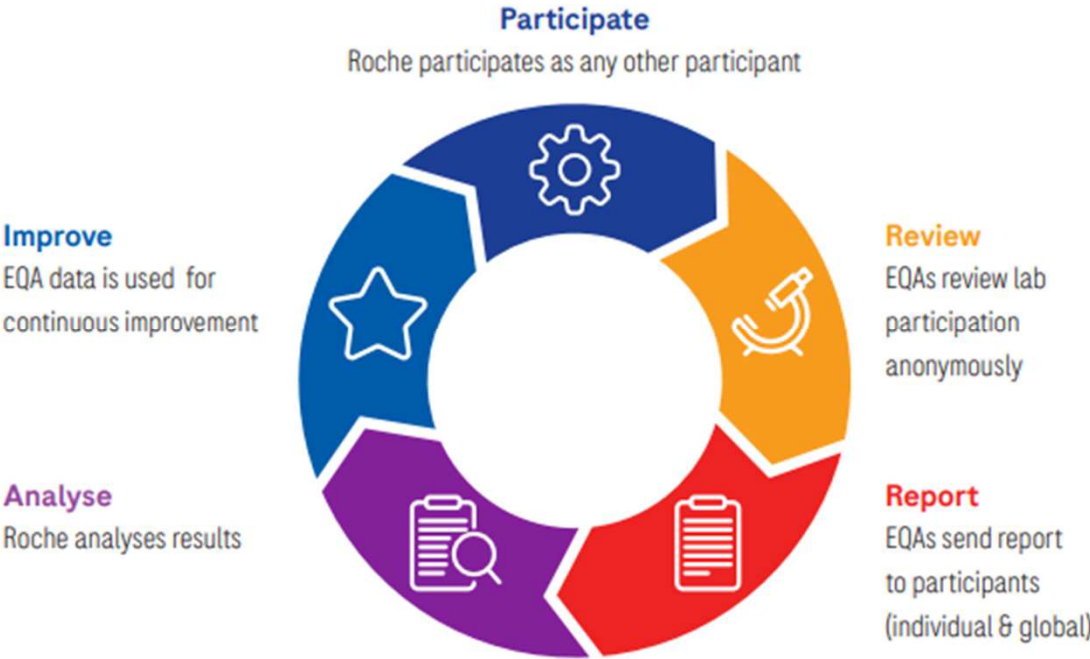 Participate
Roche participates as any other participant
Review
EQAs review lab
participation
anonymously
Report
EQAs send report
to participants
(individual & global)
Analyse
Roche analyses results
Improve
EQA data is used for
continuous improvement